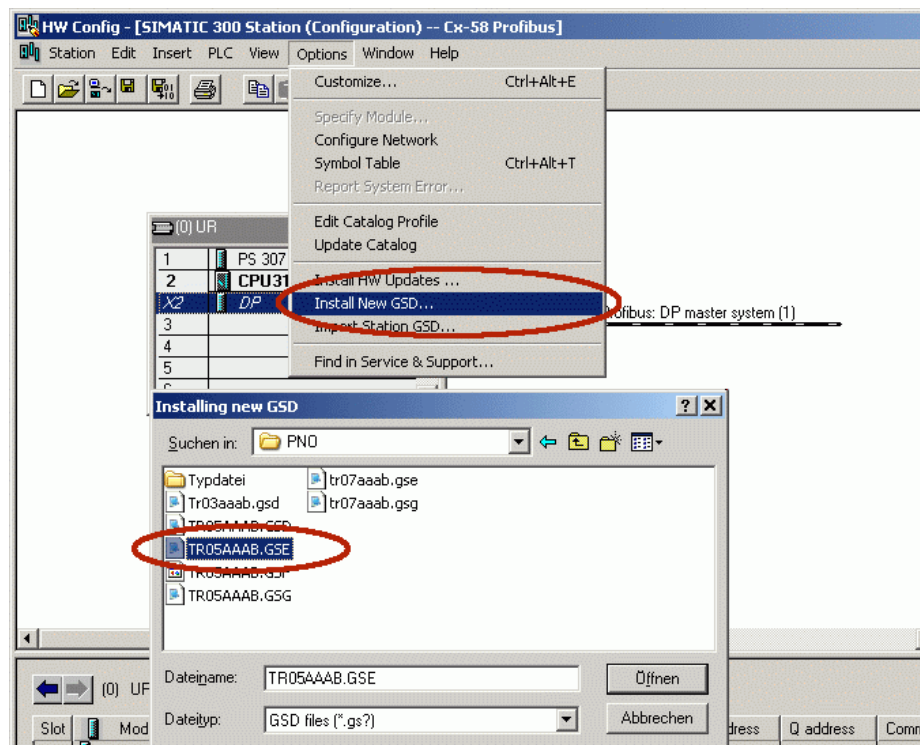 HW Config - [SIMATIC 300 Station (Configuration) -- Cx-58 Profibus]
Station Edit Insert PLC View Options Window Help
Customize... Ctrl+Alt+E
Specify Module...
Configure Network
Symbol Table Ctrl+Alt+T
Report System Error...
Edit Catalog Profile
Update Catalog
Install HW Updates ...
Install New GSD...
Import Station GSD...
Find in Service & Support...
(0) UR
1 PS 307
2 CPU31
X2 DP
3
4
5
rofibus: DP master system (1)
Installing new GSD
Suchen in: PNO
Typdatei tr07aaab.gse
Tr03aaab.gsd tr07aaab.gsg
TR05AAAB.GSD
TR05AAAB.GSE
TR05AAAB.GSF
TR05AAAB.GSG
Dateiname: TR05AAAB.GSE Öffnen
Dateityp: GSD files (*.gs?) Abbrechen
(0) UF
Slot Mod dress Q address Comm